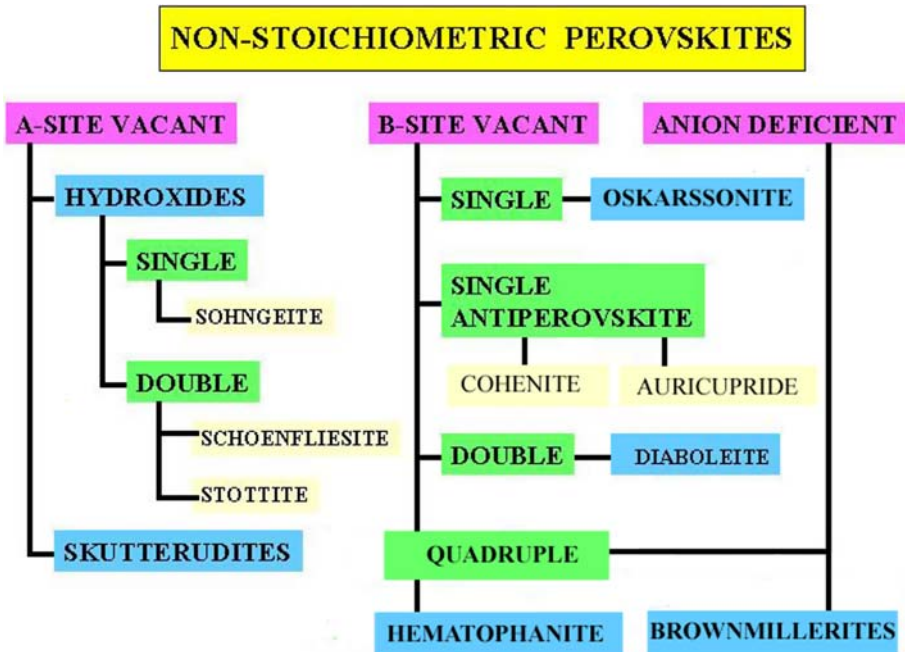 NON-STOICHIOMETRIC PEROVSKITES
A-SITE VACANT
HYDROXIDES
SINGLE
SOHNGEITE
DOUBLE
SCHOENFLIESITE
STOTTITE
SKUTTERUDITES
B-SITE VACANT
SINGLE
OSKARSSONITE
SINGLE
ANTIPEROVSKITE
COHENITE
AURICUPRIDE
DOUBLE
DIABOLEITE
QUADRUPLE
HEMATOPHANITE
ANION DEFICIENT
BROWNMILLERITES